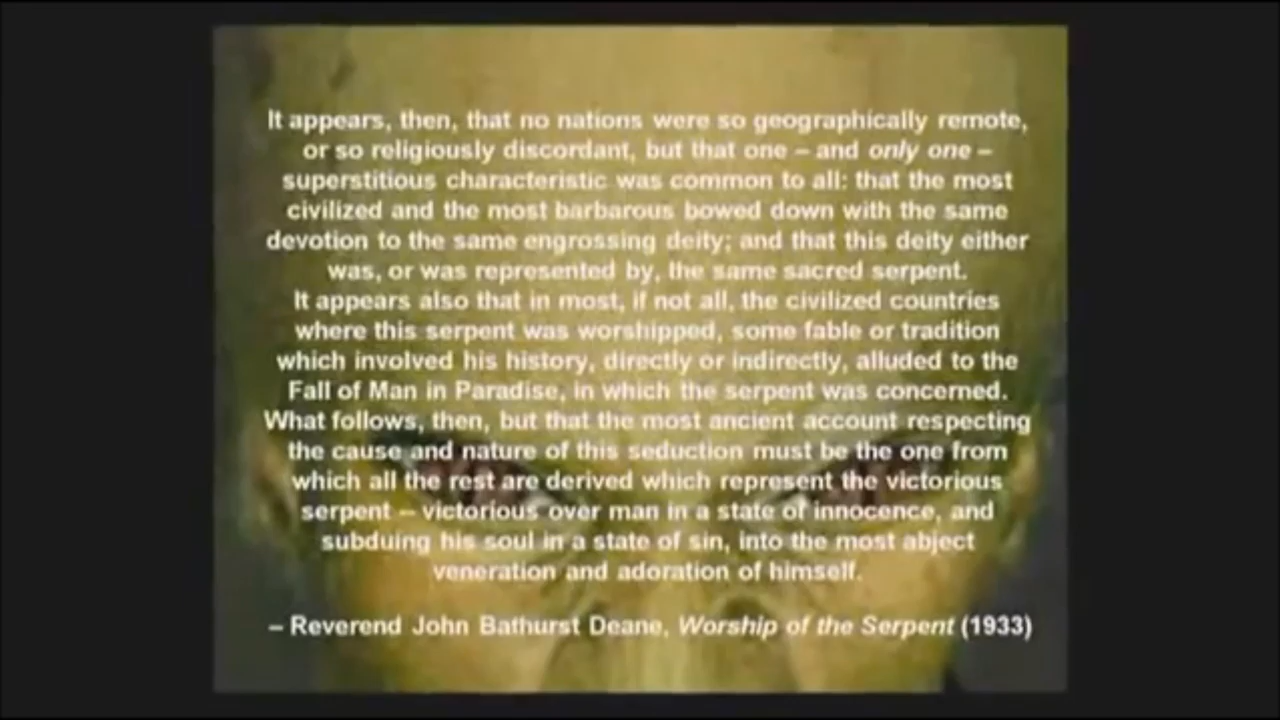 It appears, then, that no nations were so geographically remote,
or so religiously discordant, but that one – and only one –
superstitious characteristic was common to all: that the most
civilized and the most barbarous bowed down with the same
devotion to the same engrossing deity; and that this deity either
was, or was represented by, the same sacred serpent.
It appears also that in most, if not all, the civilized countries
where this serpent was worshipped, some fable or tradition
which involved his history, directly or indirectly, alluded to the
Fall of Man in Paradise, in which the serpent was concerned.
What follows, then, but that the most ancient account respecting
the cause and nature of this seduction must be the one from
which all the rest are derived which represent the victorious
serpent – victorious over man in a state of innocence, and
subduing his soul in a state of sin, into the most abject
veneration and adoration of himself.
– Reverend John Bathurst Deane, Worship of the Serpent (1933)